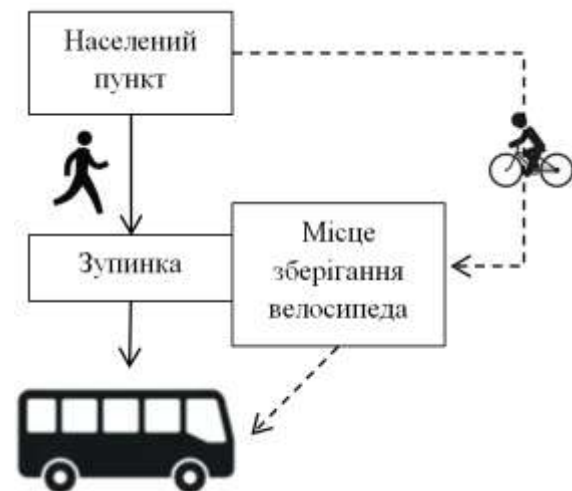 Населений
пункт
Зупинка
Місце
зберігання
велосипеда